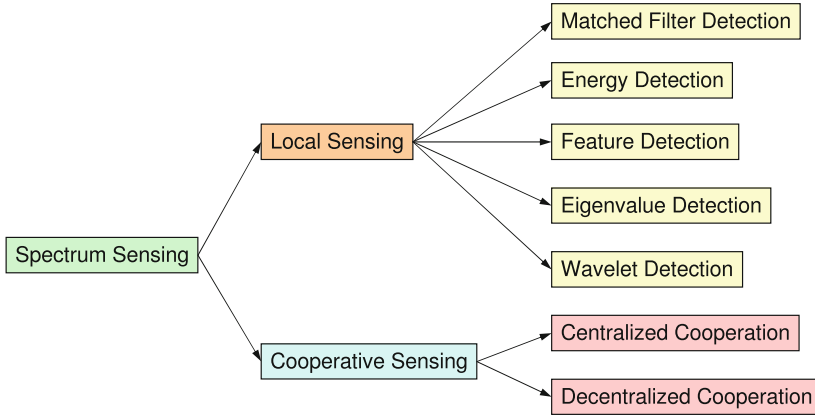 Spectrum Sensing
Local Sensing
Matched Filter Detection
Energy Detection
Feature Detection
Eigenvalue Detection
Wavelet Detection
Cooperative Sensing
Centralized Cooperation
Decentralized Cooperation